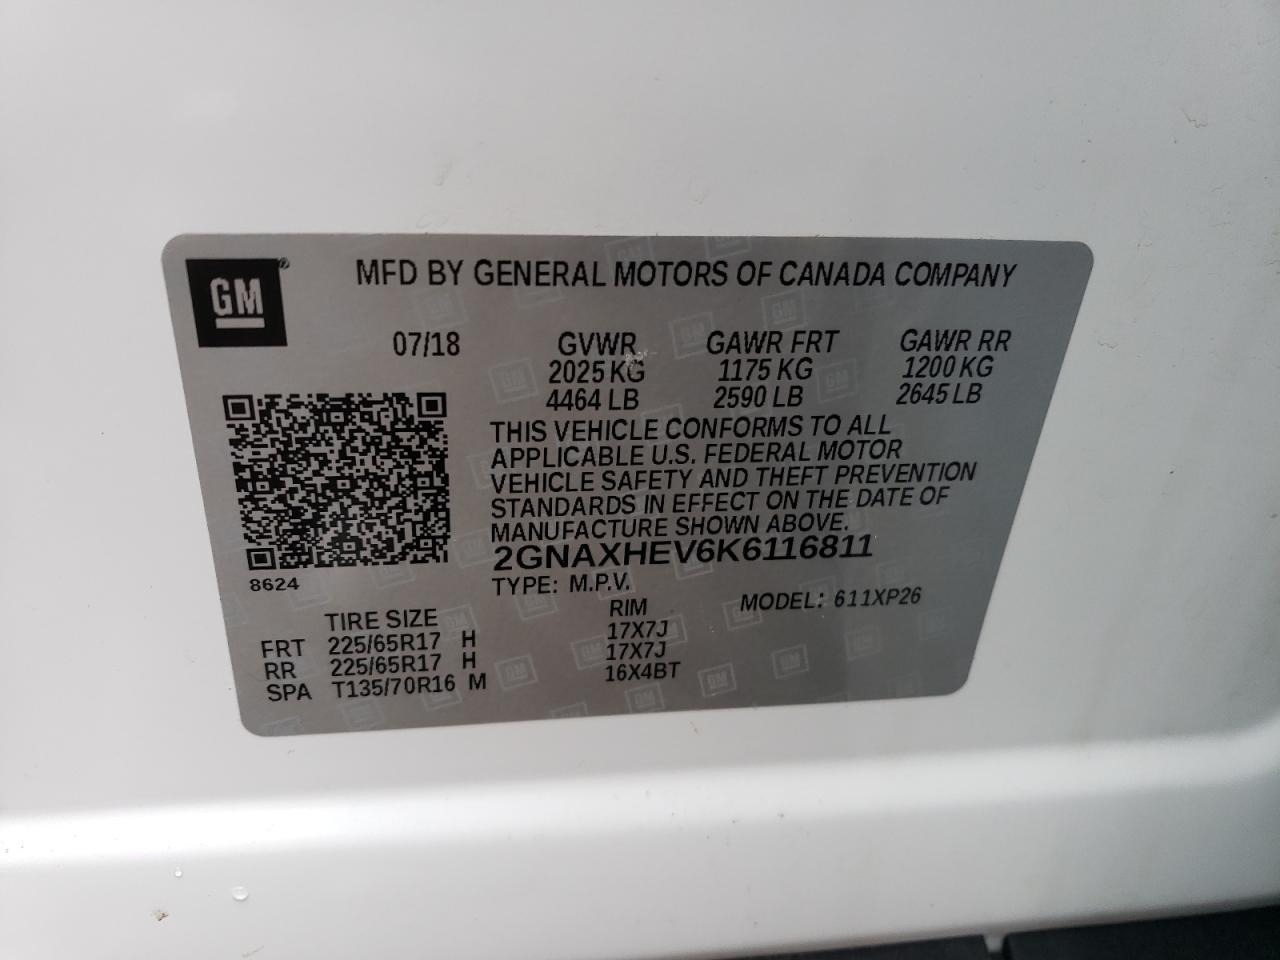 GM®
MFD BY GENERAL MOTORS OF CANADA COMPANY
07/18 GVWR GAWR FRT GAWR RR
2025 KG 1175 KG 1200 KG
4464 LB 2590 LB 2645 LB
THIS VEHICLE CONFORMS TO ALL
APPLICABLE U.S. FEDERAL MOTOR
VEHICLE SAFETY AND THEFT PREVENTION
STANDARDS IN EFFECT ON THE DATE OF
MANUFACTURE SHOWN ABOVE.
2GNAXHEV6K6116811
8624
TYPE: M.P.V. MODEL: 611XP26
TIRE SIZE RIM
FRT 225/65R17 H 17X7J
RR 225/65R17 H 17X7J
SPA T135/70R16 M 16X4BT